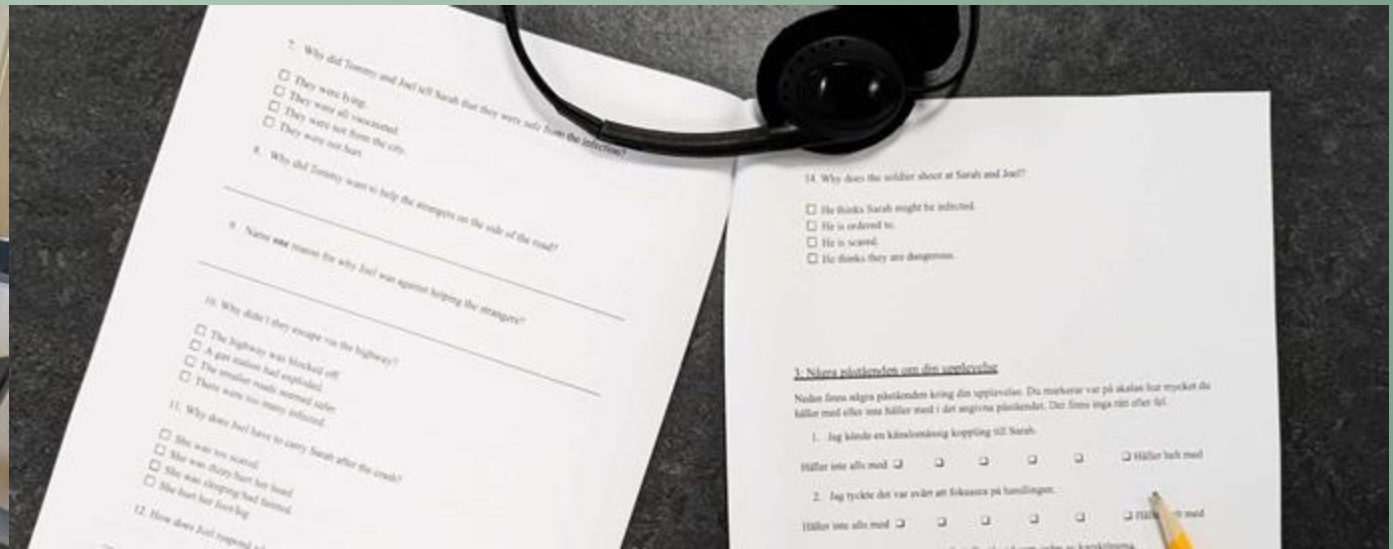 7. Why did Tommy and Joel tell Sarah that they were safe from the infection?
They were lying.
They were all vaccinated.
They were not from the city.
They were not hurt.
8. Why did Tommy want to help the strangers on the side of the road?
9. Name one reason for why Joel was against helping the strangers?
10. Why didn't they escape via the highway?
The highway was blocked off.
A gas station had exploded.
The smaller roads seemed safer.
There were too many infected.
11. Why does Joel have to carry Sarah after the crash?
She was too scared.
She was dizzy/hurt her head.
She was sleeping/had fainted.
She hurt her foot/leg.
12. How does Joel respond
14. Why does the soldier shoot at Sarah and Joel?
He thinks Sarah might be infected.
He is ordered to.
He is scared.
He thinks they are dangerous.
3: Några påståenden om din upplevelse
Nedan finns några påståenden kring din upplevelse. Du markerar var på skalan hur mycket du
håller med eller inte håller med i det angivna påståendet. Det finns inga rätt eller fel.
1. Jag kände en känslomässig koppling till Sarah.
Håller inte alls med Håller helt med
2. Jag tyckte det var svårt att fokusera på handlingen.
Håller inte alls med med